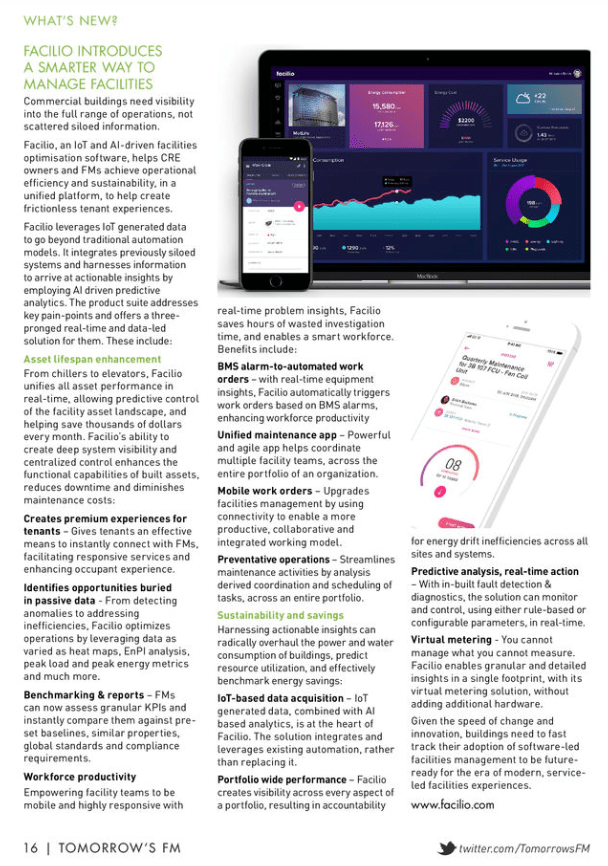 WHAT'S NEW?
FACILIO INTRODUCES
A SMARTER WAY TO
MANAGE FACILITIES
Commercial buildings need visibility
into the full range of operations, not
scattered siloed information.
Facilio, an IoT and AI-driven facilities
optimisation software, helps CRE
owners and FMs achieve operational
efficiency and sustainability, in a
unified platform, to help create
frictionless tenant experiences.
Facilio leverages IoT generated data
to go beyond traditional automation
models. It integrates previously siloed
systems and harnesses information
to arrive at actionable insights by
employing AI driven predictive
analytics. The product suite addresses
key pain-points and offers a three-
pronged real-time and data-led
solution for them. These include:
Asset lifespan enhancement
From chillers to elevators, Facilio
unifies all asset performance in
real-time, allowing predictive control
of the facility asset landscape, and
helping save thousands of dollars
every month. Facilio's ability to
create deep system visibility and
centralized control enhances the
functional capabilities of built assets,
reduces downtime and diminishes
maintenance costs:
Creates premium experiences for
tenants – Gives tenants an effective
means to instantly connect with FMs,
facilitating responsive services and
enhancing occupant experience.
Identifies opportunities buried
in passive data - From detecting
anomalies to addressing
inefficiencies, Facilio optimizes
operations by leveraging data as
varied as heat maps, EnPI analysis,
peak load and peak energy metrics
and much more.
Benchmarking & reports – FMs
can now assess granular KPIs and
instantly compare them against pre-
set baselines, similar properties,
global standards and compliance
requirements.
Workforce productivity
Empowering facility teams to be
mobile and highly responsive with
facilio
Energy Consumption
15,580
17,126
Energy Cost
$2200
+22
1.43
Consumption
Service Usage
198
1290
12%
MacBook
real-time problem insights, Facilio
saves hours of wasted investigation
time, and enables a smart workforce.
Benefits include:
BMS alarm-to-automated work
orders – with real-time equipment
insights, Facilio automatically triggers
work orders based on BMS alarms,
enhancing workforce productivity
Unified maintenance app – Powerful
and agile app helps coordinate
multiple facility teams, across the
entire portfolio of an organization.
Mobile work orders – Upgrades
facilities management by using
connectivity to enable a more
productive, collaborative and
integrated working model.
Preventative operations – Streamlines
maintenance activities by analysis
derived coordination and scheduling of
tasks, across an entire portfolio.
Sustainability and savings
Harnessing actionable insights can
radically overhaul the power and water
consumption of buildings, predict
resource utilization, and effectively
benchmark energy savings:
IoT-based data acquisition – IoT
generated data, combined with AI
based analytics, is at the heart of
Facilio. The solution integrates and
leverages existing automation, rather
than replacing it.
Portfolio wide performance – Facilio
creates visibility across every aspect of
a portfolio, resulting in accountability
Quarterly Maintenance
for 3B 107 FCU - Fan Coil
Unit
08
for energy drift inefficiencies across all
sites and systems.
Predictive analysis, real-time action
– With in-built fault detection &
diagnostics, the solution can monitor
and control, using either rule-based or
configurable parameters, in real-time.
Virtual metering - You cannot
manage what you cannot measure.
Facilio enables granular and detailed
insights in a single footprint, with its
virtual metering solution, without
adding additional hardware.
Given the speed of change and
innovation, buildings need to fast
track their adoption of software-led
facilities management to be future-
ready for the era of modern, service-
led facilities experiences.
www.facilio.com
16 | TOMORROW'S FM
twitter.com/TomorrowsFM